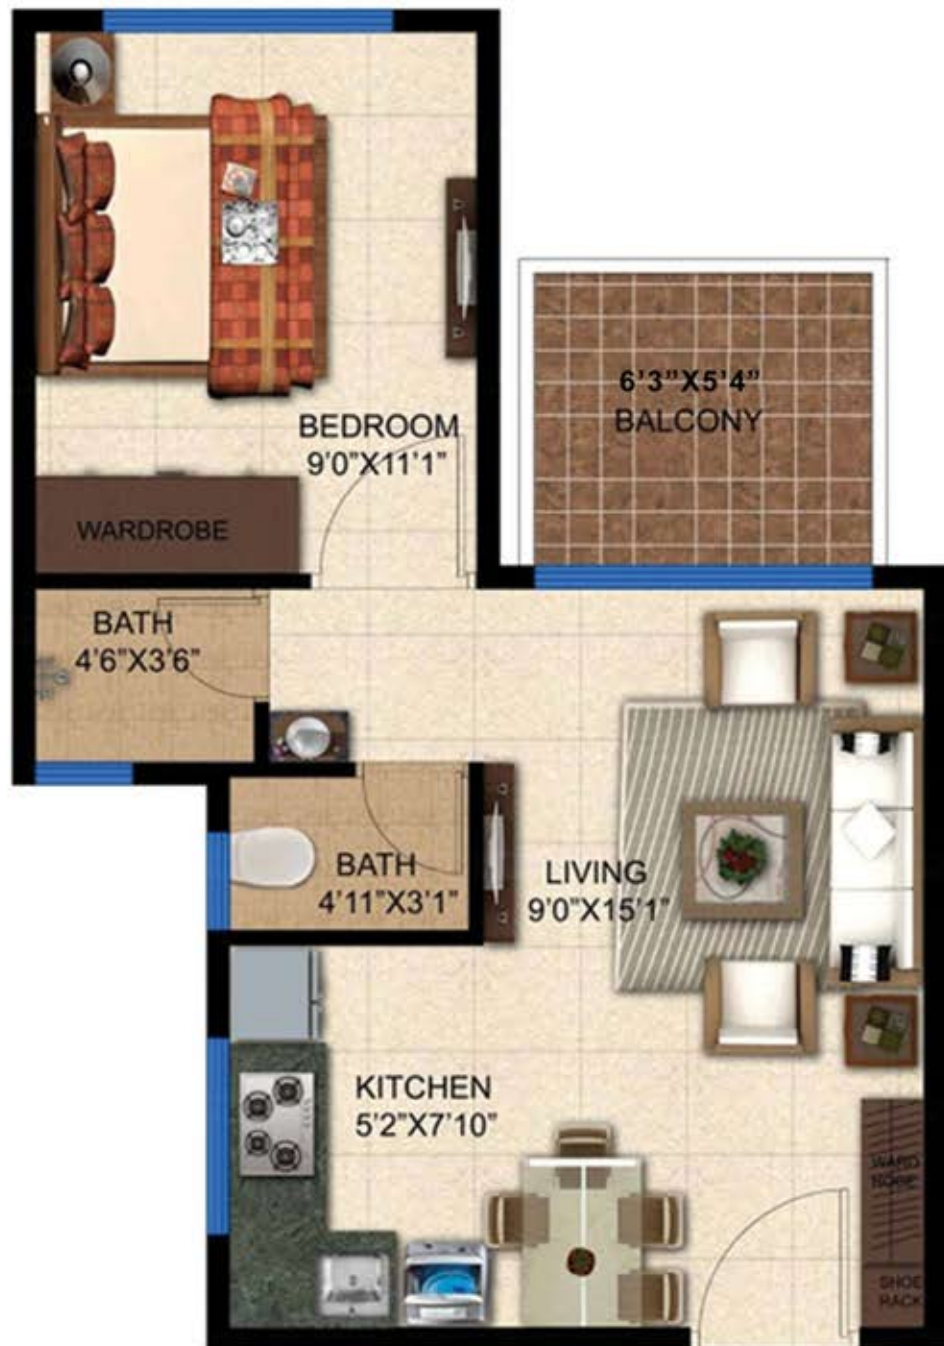 BEDROOM
9'0"X11'1"
6'3"X5'4"
BALCONY
WARDROBE
BATH
4'6"X3'6"
BATH
4'11"X3'1"
LIVING
9'0"X15'1"
KITCHEN
5'2"X7'10"
WARD
ROBE
SHOE
RACK